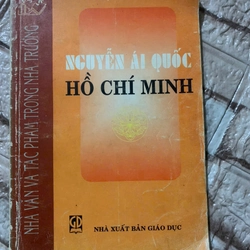 NHÀ VĂN VÀ TÁC PHẨM TRONG NHÀ TRƯỜNG
NGUYỄN ÁI QUỐC
HỒ CHÍ MINH
NHÀ XUẤT BẢN GIÁO DỤC